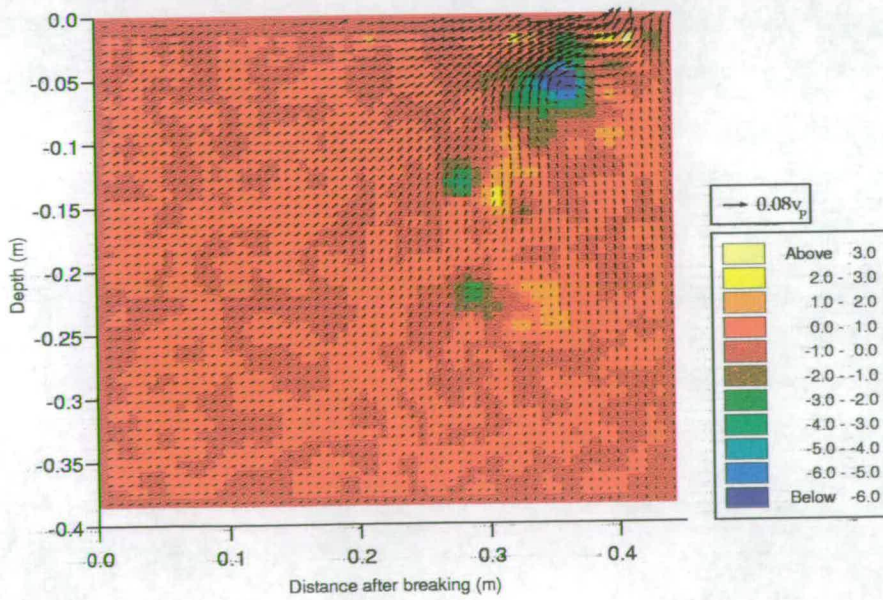 0.0
-0.05
-0.1
-0.15
-0.2
-0.25
-0.3
-0.35
-0.4
Depth (m)
0.0
0.1
0.2
0.3
0.4
Distance after breaking (m)
0.08vp
Above 3.0
2.0 - 3.0
1.0 - 2.0
0.0 - 1.0
-1.0 - 0.0
-2.0 - -1.0
-3.0 - -2.0
-4.0 - -3.0
-5.0 - -4.0
-6.0 - -5.0
Below -6.0